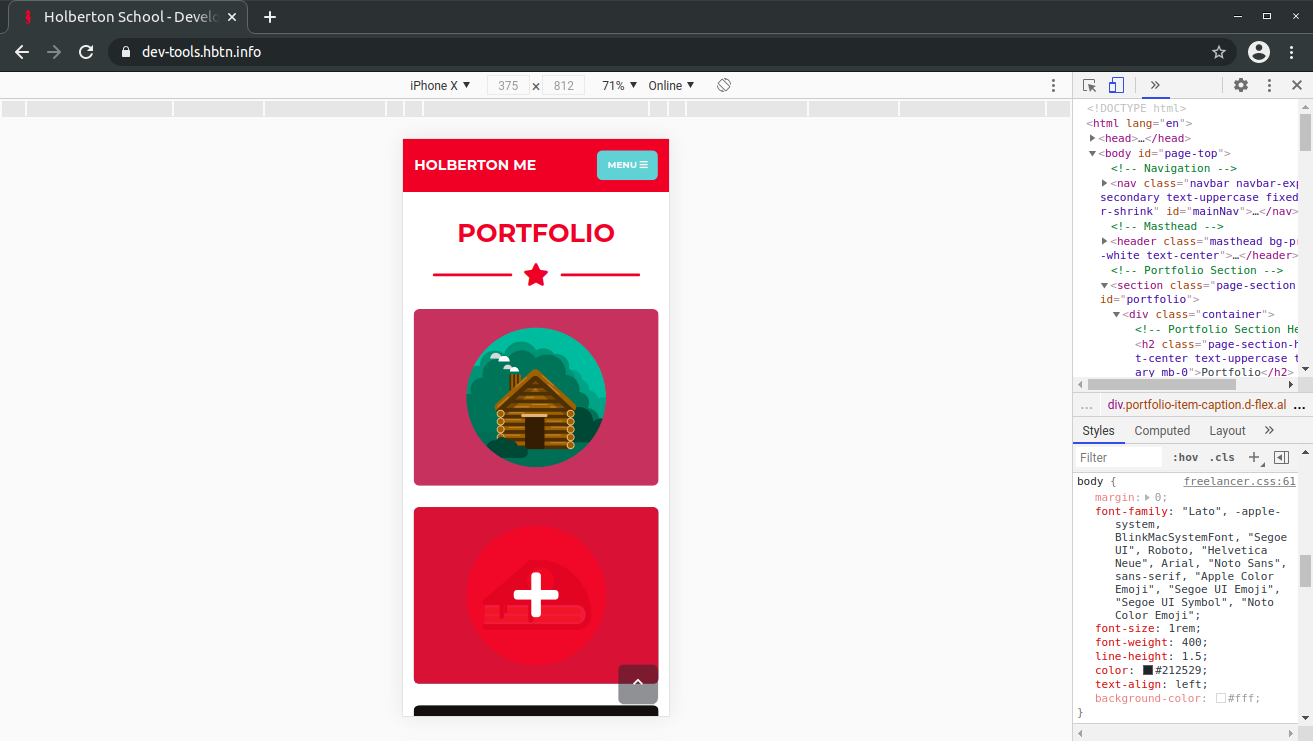 Holberton School - Develo
dev-tools.hbtn.info
iPhone X 375 × 812 71% Online
HOLBERTON ME
MENU
PORTFOLIO
<!DOCTYPE html>
<html lang="en">
<head>…</head>
<body id="page-top">
<!-- Navigation -->
<nav class="navbar navbar-exp
secondary text-uppercase fixed
r-shrink" id="mainNav">…</nav>
<!-- Masthead -->
<header class="masthead bg-pr
-white text-center">…</header>
<!-- Portfolio Section -->
<section class="page-section
id="portfolio">
<div class="container">
<!-- Portfolio Section He
<h2 class="page-section-h
t-center text-uppercase t
ary mb-0">Portfolio</h2>
... div.portfolio-item-caption.d-flex.al ...
Styles Computed Layout
Filter :hov .cls
body { freelancer.css:61
margin: 0;
font-family: "Lato", -apple-
system,
BlinkMacSystemFont, "Segoe
UI", Roboto, "Helvetica
Neue", Arial, "Noto Sans",
sans-serif, "Apple Color
Emoji", "Segoe UI Emoji",
"Segoe UI Symbol", "Noto
Color Emoji";
font-size: 1rem;
font-weight: 400;
line-height: 1.5;
color: #212529;
text-align: left;
background-color: #fff;
}